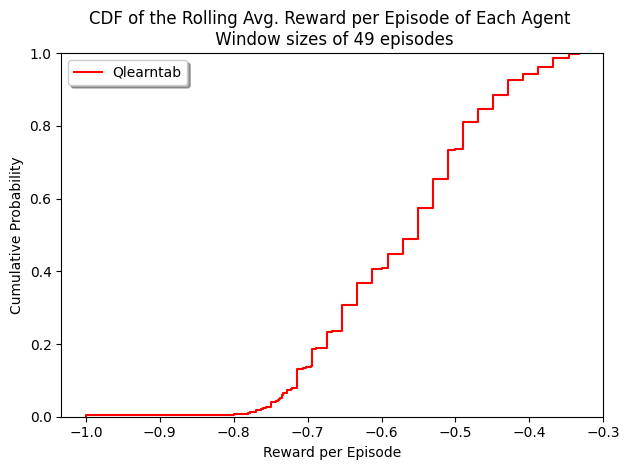 CDF of the Rolling Avg. Reward per Episode of Each Agent
Window sizes of 49 episodes
Qlearntab
Cumulative Probability
1.0
0.8
0.6
0.4
0.2
0.0
−1.0 −0.9 −0.8 −0.7 −0.6 −0.5 −0.4 −0.3
Reward per Episode